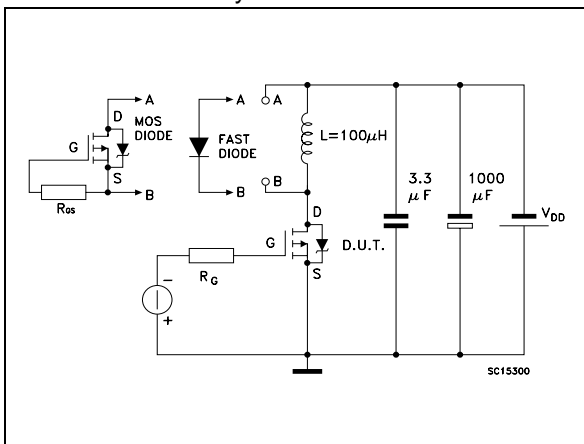 A
D
MOS
DIODE
G
S
B
RGS
A
FAST
DIODE
B
A
L=100μH
B
D
G
D.U.T.
S
RG
-
+
3.3
μF
1000
μF
VDD
SC15300